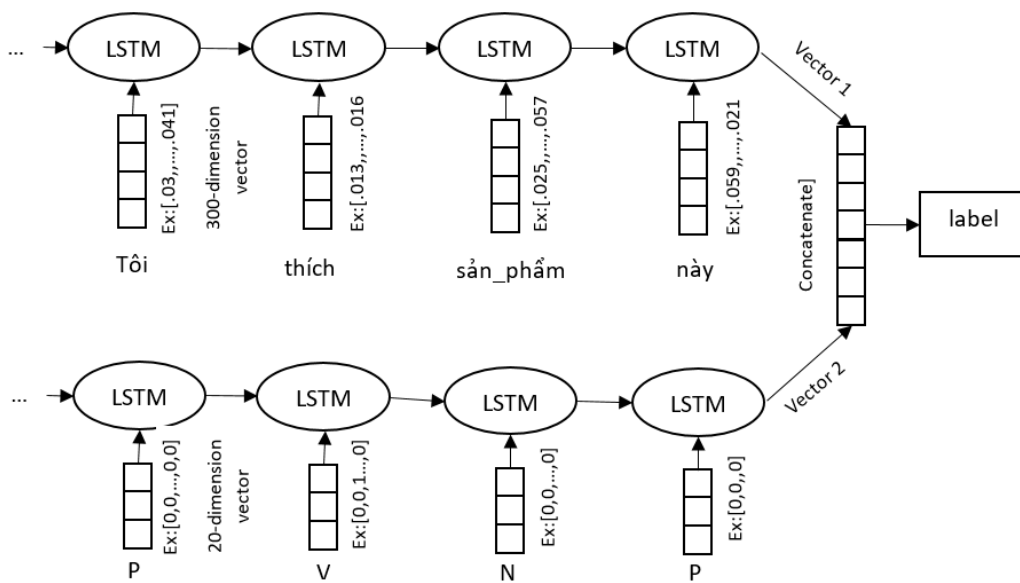 ...
LSTM
LSTM
LSTM
LSTM
Vector 1
Ex:[.03,,...,.041]
300-dimension
vector
Ex:[.013,,...,.016
Ex:[.025,,...,.057
Ex:[.059,,...,.021
Tôi
thích
sản_phẩm
này
Concatenate]
label
...
LSTM
LSTM
LSTM
LSTM
Vector 2
Ex:[0,0,...,0,0]
20-dimension
vector
Ex:[0,0,1...,0]
Ex:[0,0,...,0]
Ex:[0,0,,0]
P
V
N
P